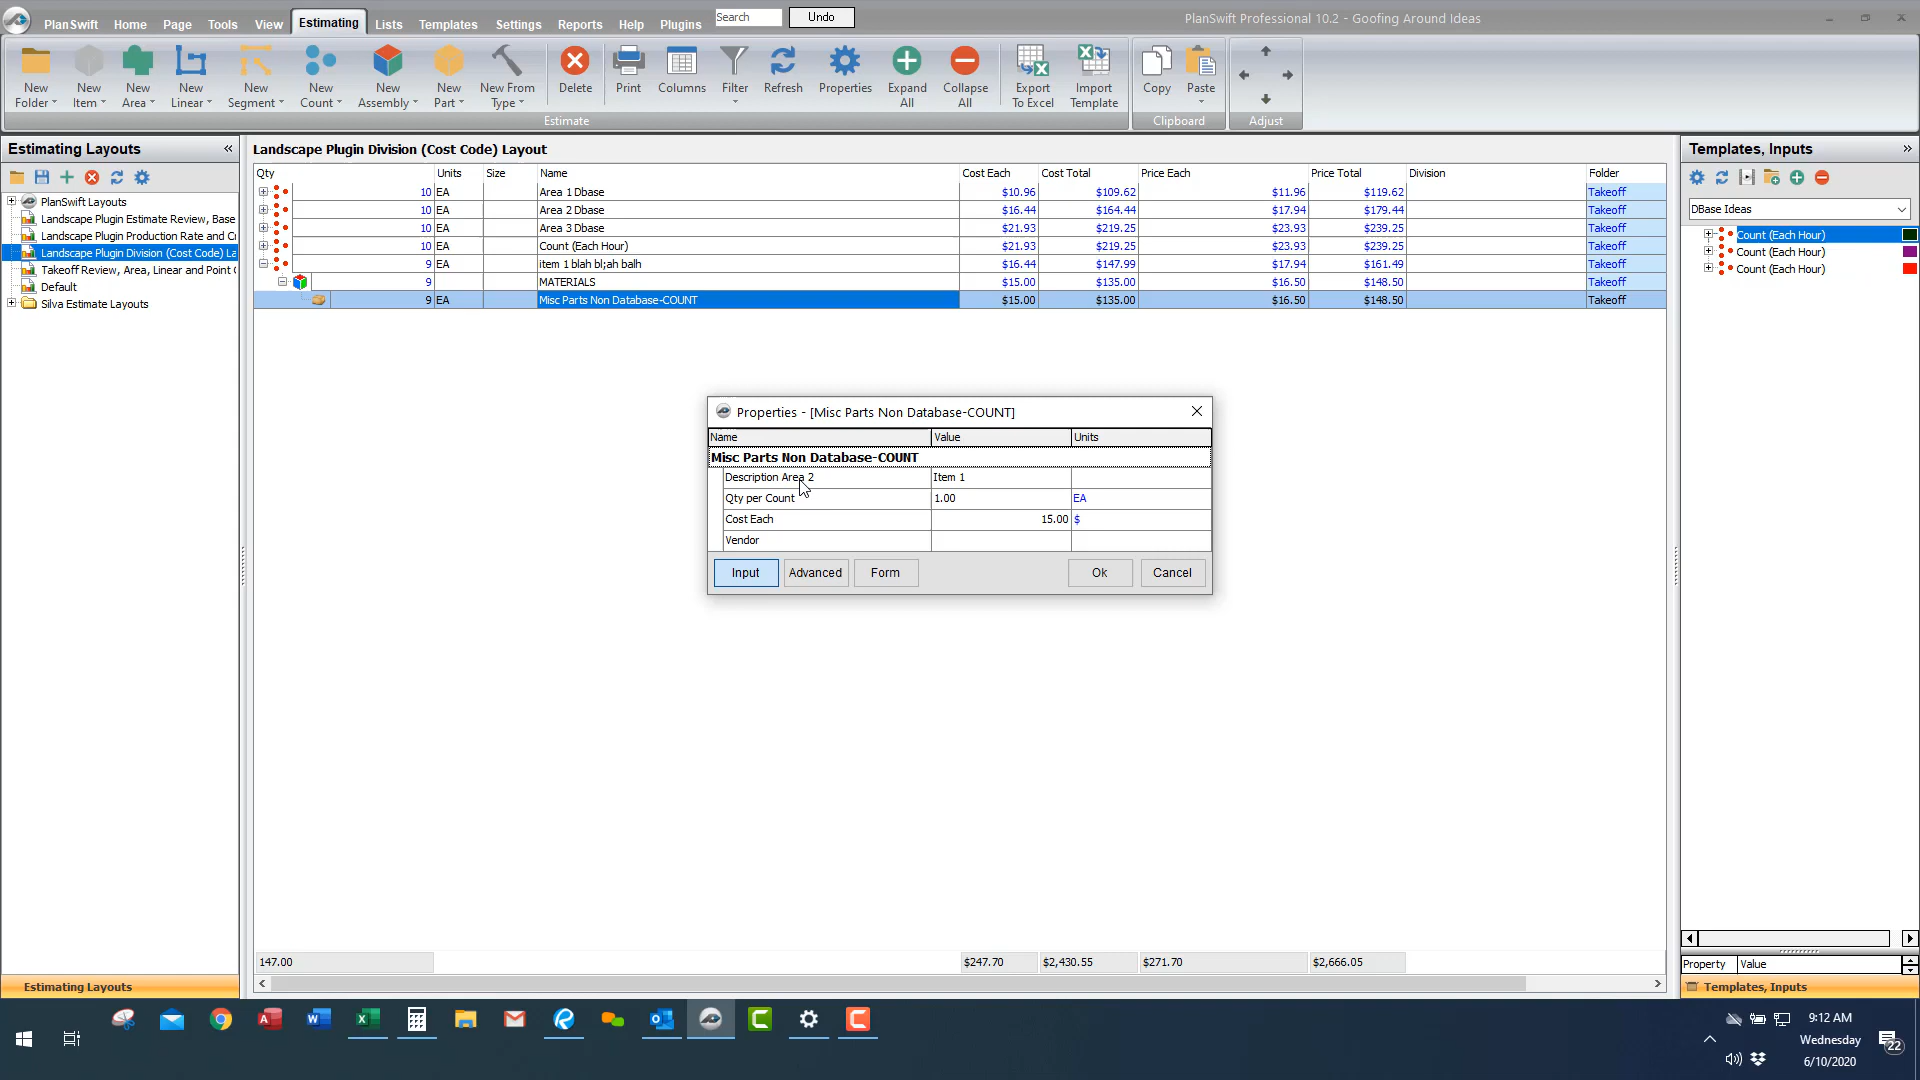 PlanSwift Home Page Tools View Estimating Lists Templates Settings Reports Help Plugins Search Undo PlanSwift Professional 10.2 - Goofing Around Ideas
New Folder New Item New Area New Linear New Segment New Count New Assembly New Part New From Type Delete Print Columns Filter Refresh Properties Expand All Collapse All Export To Excel Import Template Copy Paste
Estimate Clipboard Adjust
Estimating Layouts «
PlanSwift Layouts
Landscape Plugin Estimate Review, Base
Landscape Plugin Production Rate and Cr
Landscape Plugin Division (Cost Code) La
Takeoff Review, Area, Linear and Point (
Default
Silva Estimate Layouts
Estimating Layouts
Landscape Plugin Division (Cost Code) Layout
Qty Units Size Name Cost Each Cost Total Price Each Price Total Division Folder
10 EA Area 1 Dbase $10.96 $109.62 $11.96 $119.62 Takeoff
10 EA Area 2 Dbase $16.44 $164.44 $17.94 $179.44 Takeoff
10 EA Area 3 Dbase $21.93 $219.25 $23.93 $239.25 Takeoff
10 EA Count (Each Hour) $21.93 $219.25 $23.93 $239.25 Takeoff
9 EA item 1 blah bl;ah balh $16.44 $147.99 $17.94 $161.49 Takeoff
9 MATERIALS $15.00 $135.00 $16.50 $148.50 Takeoff
9 EA Misc Parts Non Database-COUNT $15.00 $135.00 $16.50 $148.50 Takeoff
Properties - [Misc Parts Non Database-COUNT]
Name Value Units
Misc Parts Non Database-COUNT
Description Area 2 Item 1
Qty per Count 1.00 EA
Cost Each 15.00 $
Vendor
Input Advanced Form Ok Cancel
147.00 $247.70 $2,430.55 $271.70 $2,666.05
Templates, Inputs »
DBase Ideas
Count (Each Hour)
Count (Each Hour)
Count (Each Hour)
Property Value
Templates, Inputs
9:12 AM
Wednesday
6/10/2020
22